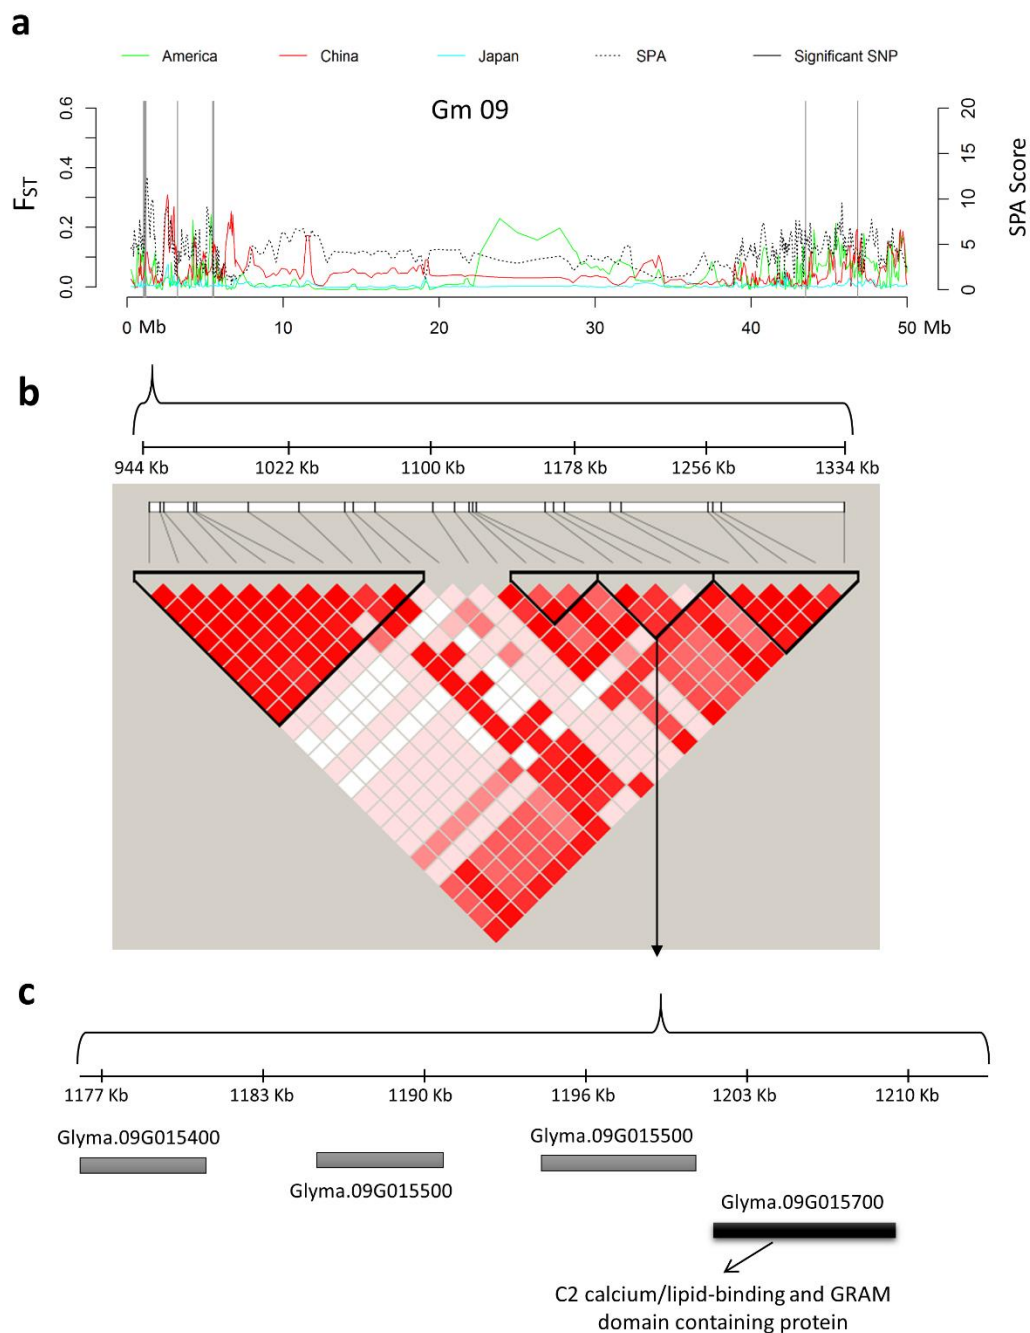 a
America China Japan SPA Significant SNP
Gm 09
0.6
0.4
0.2
0.0
FST
20
15
10
5
0
SPA Score
0 Mb 10 20 30 40 50 Mb
b
944 Kb 1022 Kb 1100 Kb 1178 Kb 1256 Kb 1334 Kb
c
1177 Kb 1183 Kb 1190 Kb 1196 Kb 1203 Kb 1210 Kb
Glyma.09G015400 Glyma.09G015500
Glyma.09G015500
Glyma.09G015700
C2 calcium/lipid-binding and GRAM
domain containing protein